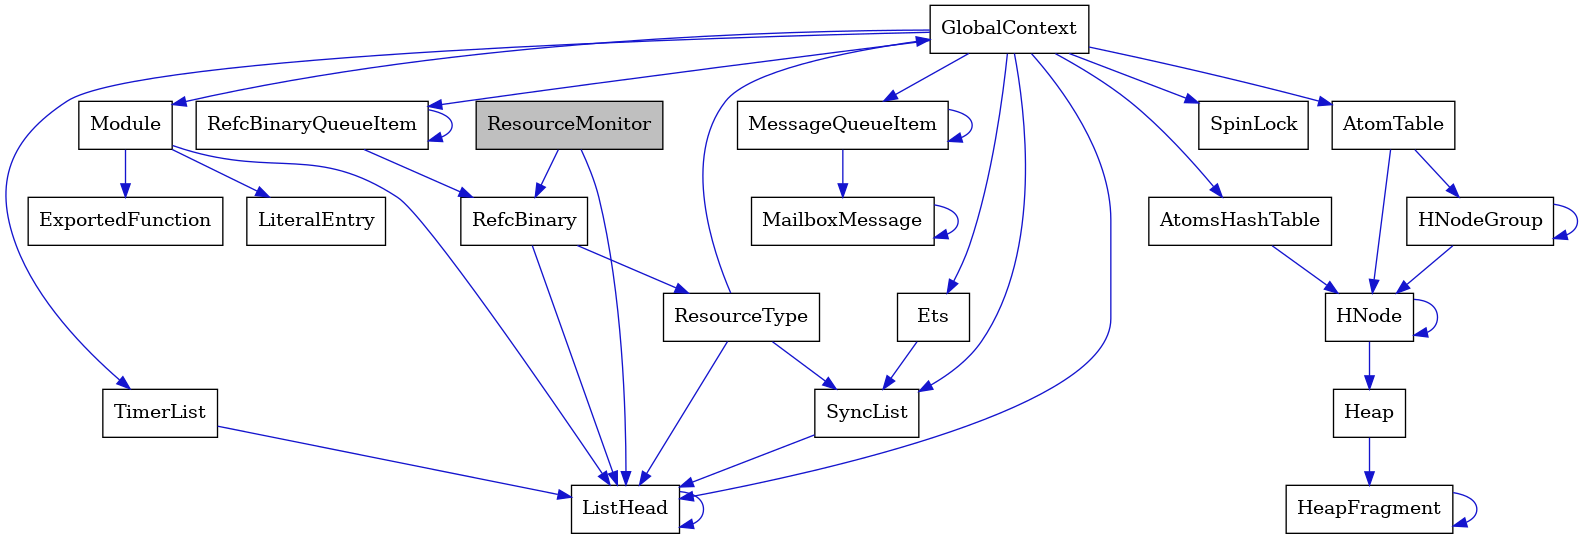 GlobalContext
Module
RefcBinaryQueueItem
ResourceMonitor
MessageQueueItem
SpinLock
AtomTable
ExportedFunction
LiteralEntry
RefcBinary
MailboxMessage
AtomsHashTable
HNodeGroup
ResourceType
Ets
HNode
TimerList
SyncList
Heap
ListHead
HeapFragment